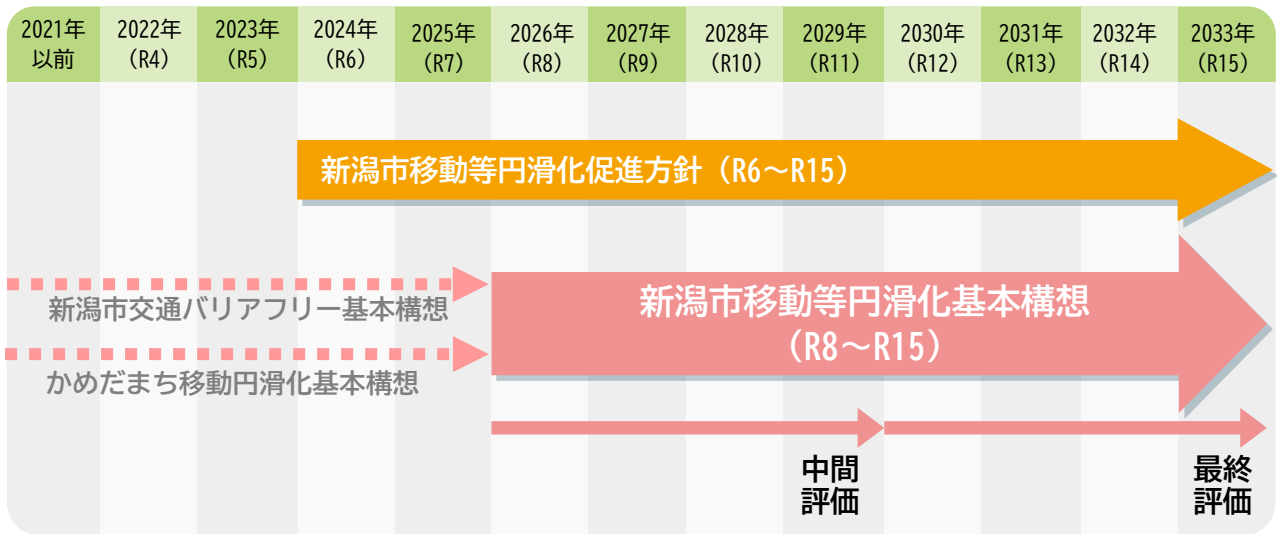 2021年
以前
2022年
(R4)
2023年
(R5)
2024年
(R6)
2025年
(R7)
2026年
(R8)
2027年
(R9)
2028年
(R10)
2029年
(R11)
2030年
(R12)
2031年
(R13)
2032年
(R14)
2033年
(R15)
新潟市移動等円滑化促進方針（R6～R15）
新潟市交通バリアフリー基本構想
かめだまち移動円滑化基本構想
新潟市移動等円滑化基本構想
（R8～R15）
中間
評価
最終
評価